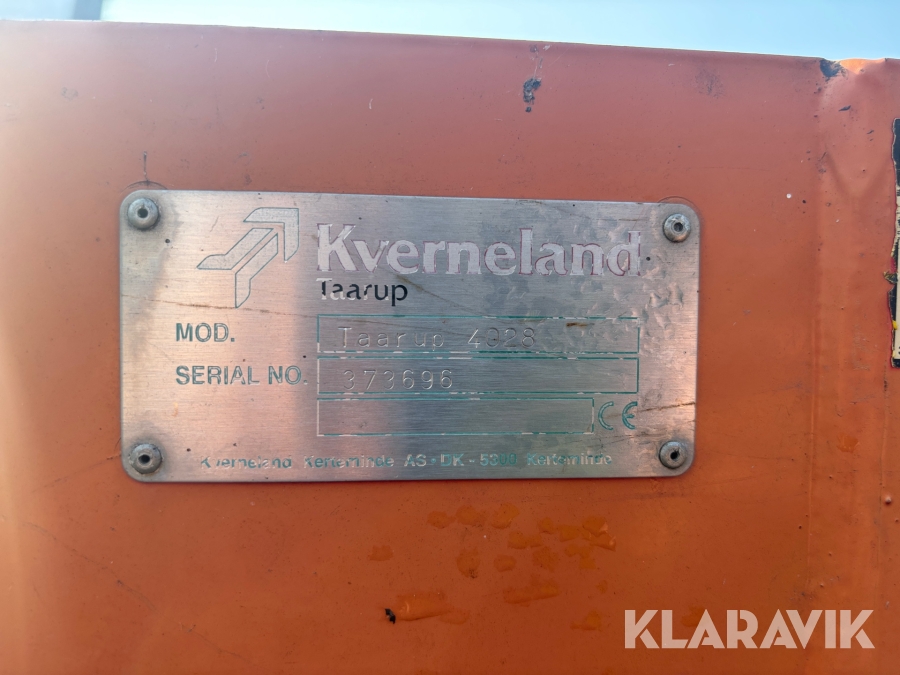 Kverneland
Taarup
MOD. Taarup 4028
SERIAL NO. 373696
CE
Kverneland Kerteminde AS - DK - 5300 Kerteminde
KLARAVIK